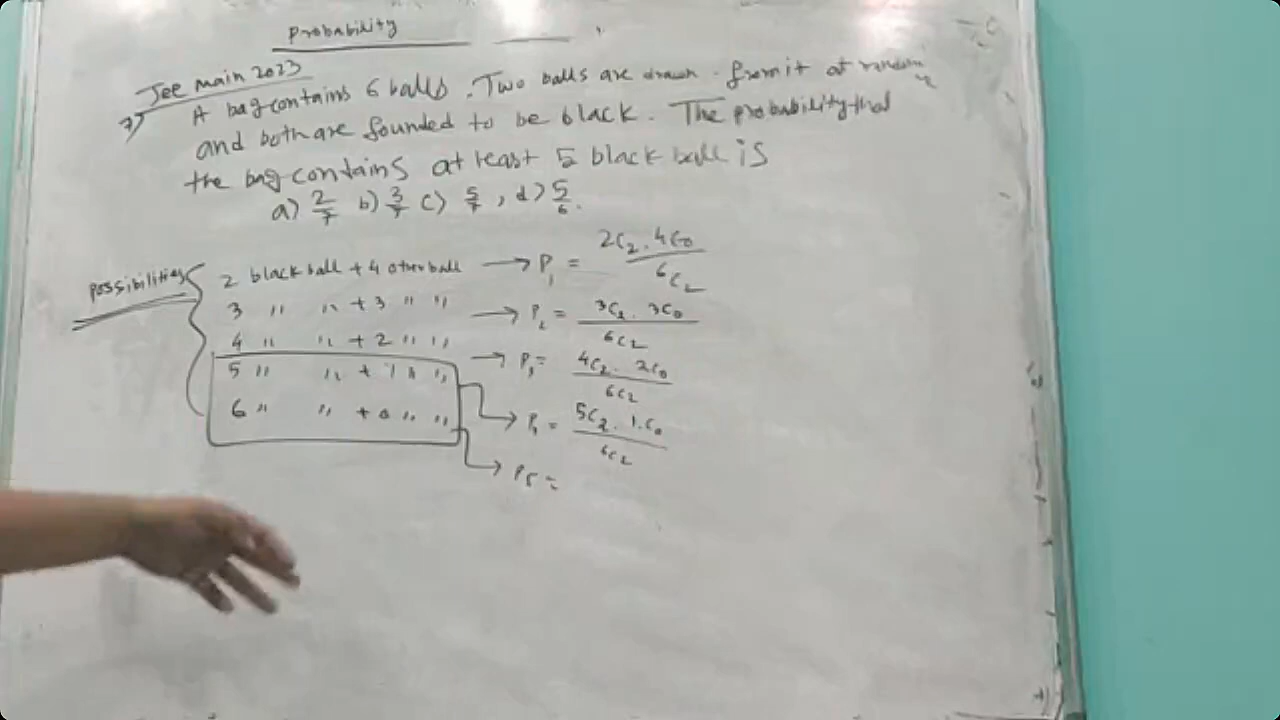 Probability
Jee main 2023
7) A bag contains 6 balls. Two balls are drawn from it at random
and both are founded to be black. The probability that
the bag contains at least 5 black ball is
a) 2/7 b) 3/7 c) 5/7, d) 5/6.
possibilities
2 black ball + 4 other ball → P1 = 2C2 . 4C0 / 6C2
3 " " + 3 " " → P2 = 3C2 . 3C0 / 6C2
4 " " + 2 " " → P3 = 4C2 . 2C0 / 6C2
5 " " + 1 " " → P4 = 5C2 . 1C0 / 6C2
6 " " + 0 " " → P5 =